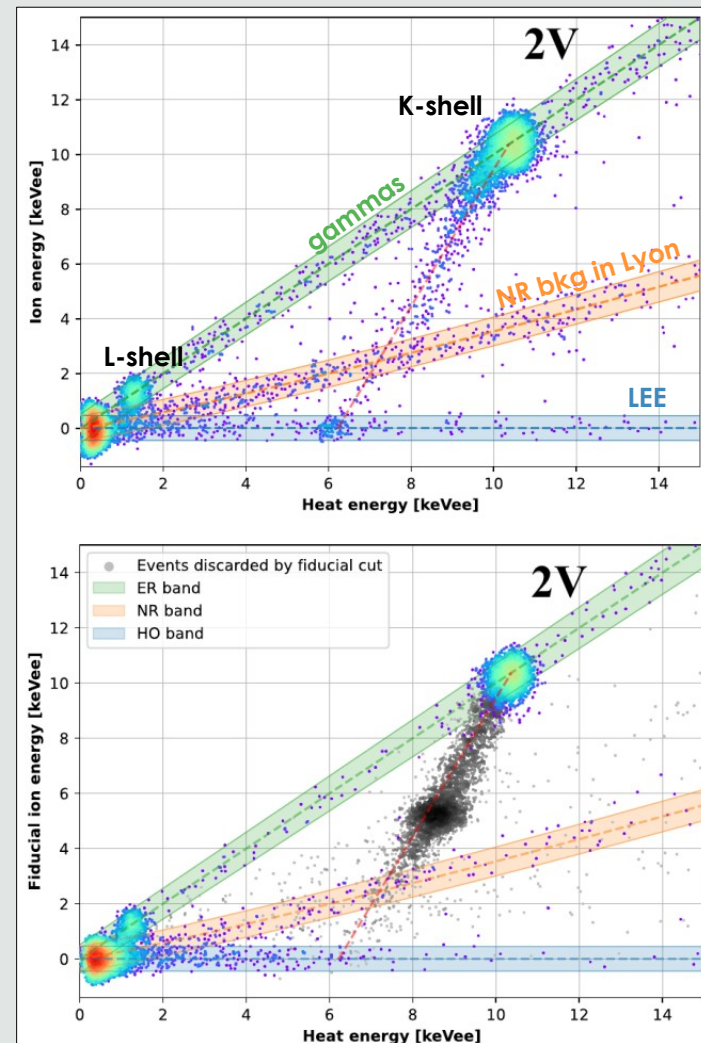 2V
K-shell
gammas
NR bkg in Lyon
L-shell
LEE
Ion energy [keVee]
14
12
10
8
6
4
2
0
0 2 4 6 8 10 12 14
Heat energy [keVee]
2V
Events discarded by fiducial cut
ER band
NR band
HO band
Fiducial ion energy [keVee]
14
12
10
8
6
4
2
0
0 2 4 6 8 10 12 14
Heat energy [keVee]